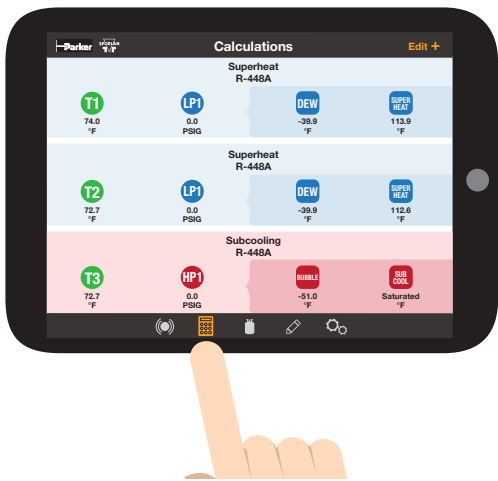 Parker SPORLAN Calculations Edit +
Superheat
R-448A
T1 LP1 DEW SUPER HEAT
74.0 0.0 -39.9 113.9
°F PSIG °F °F
Superheat
R-448A
T2 LP1 DEW SUPER HEAT
72.7 0.0 -39.9 112.6
°F PSIG °F °F
Subcooling
R-448A
T3 HP1 BUBBLE SUB COOL
72.7 0.0 -51.0 Saturated
°F PSIG °F °F